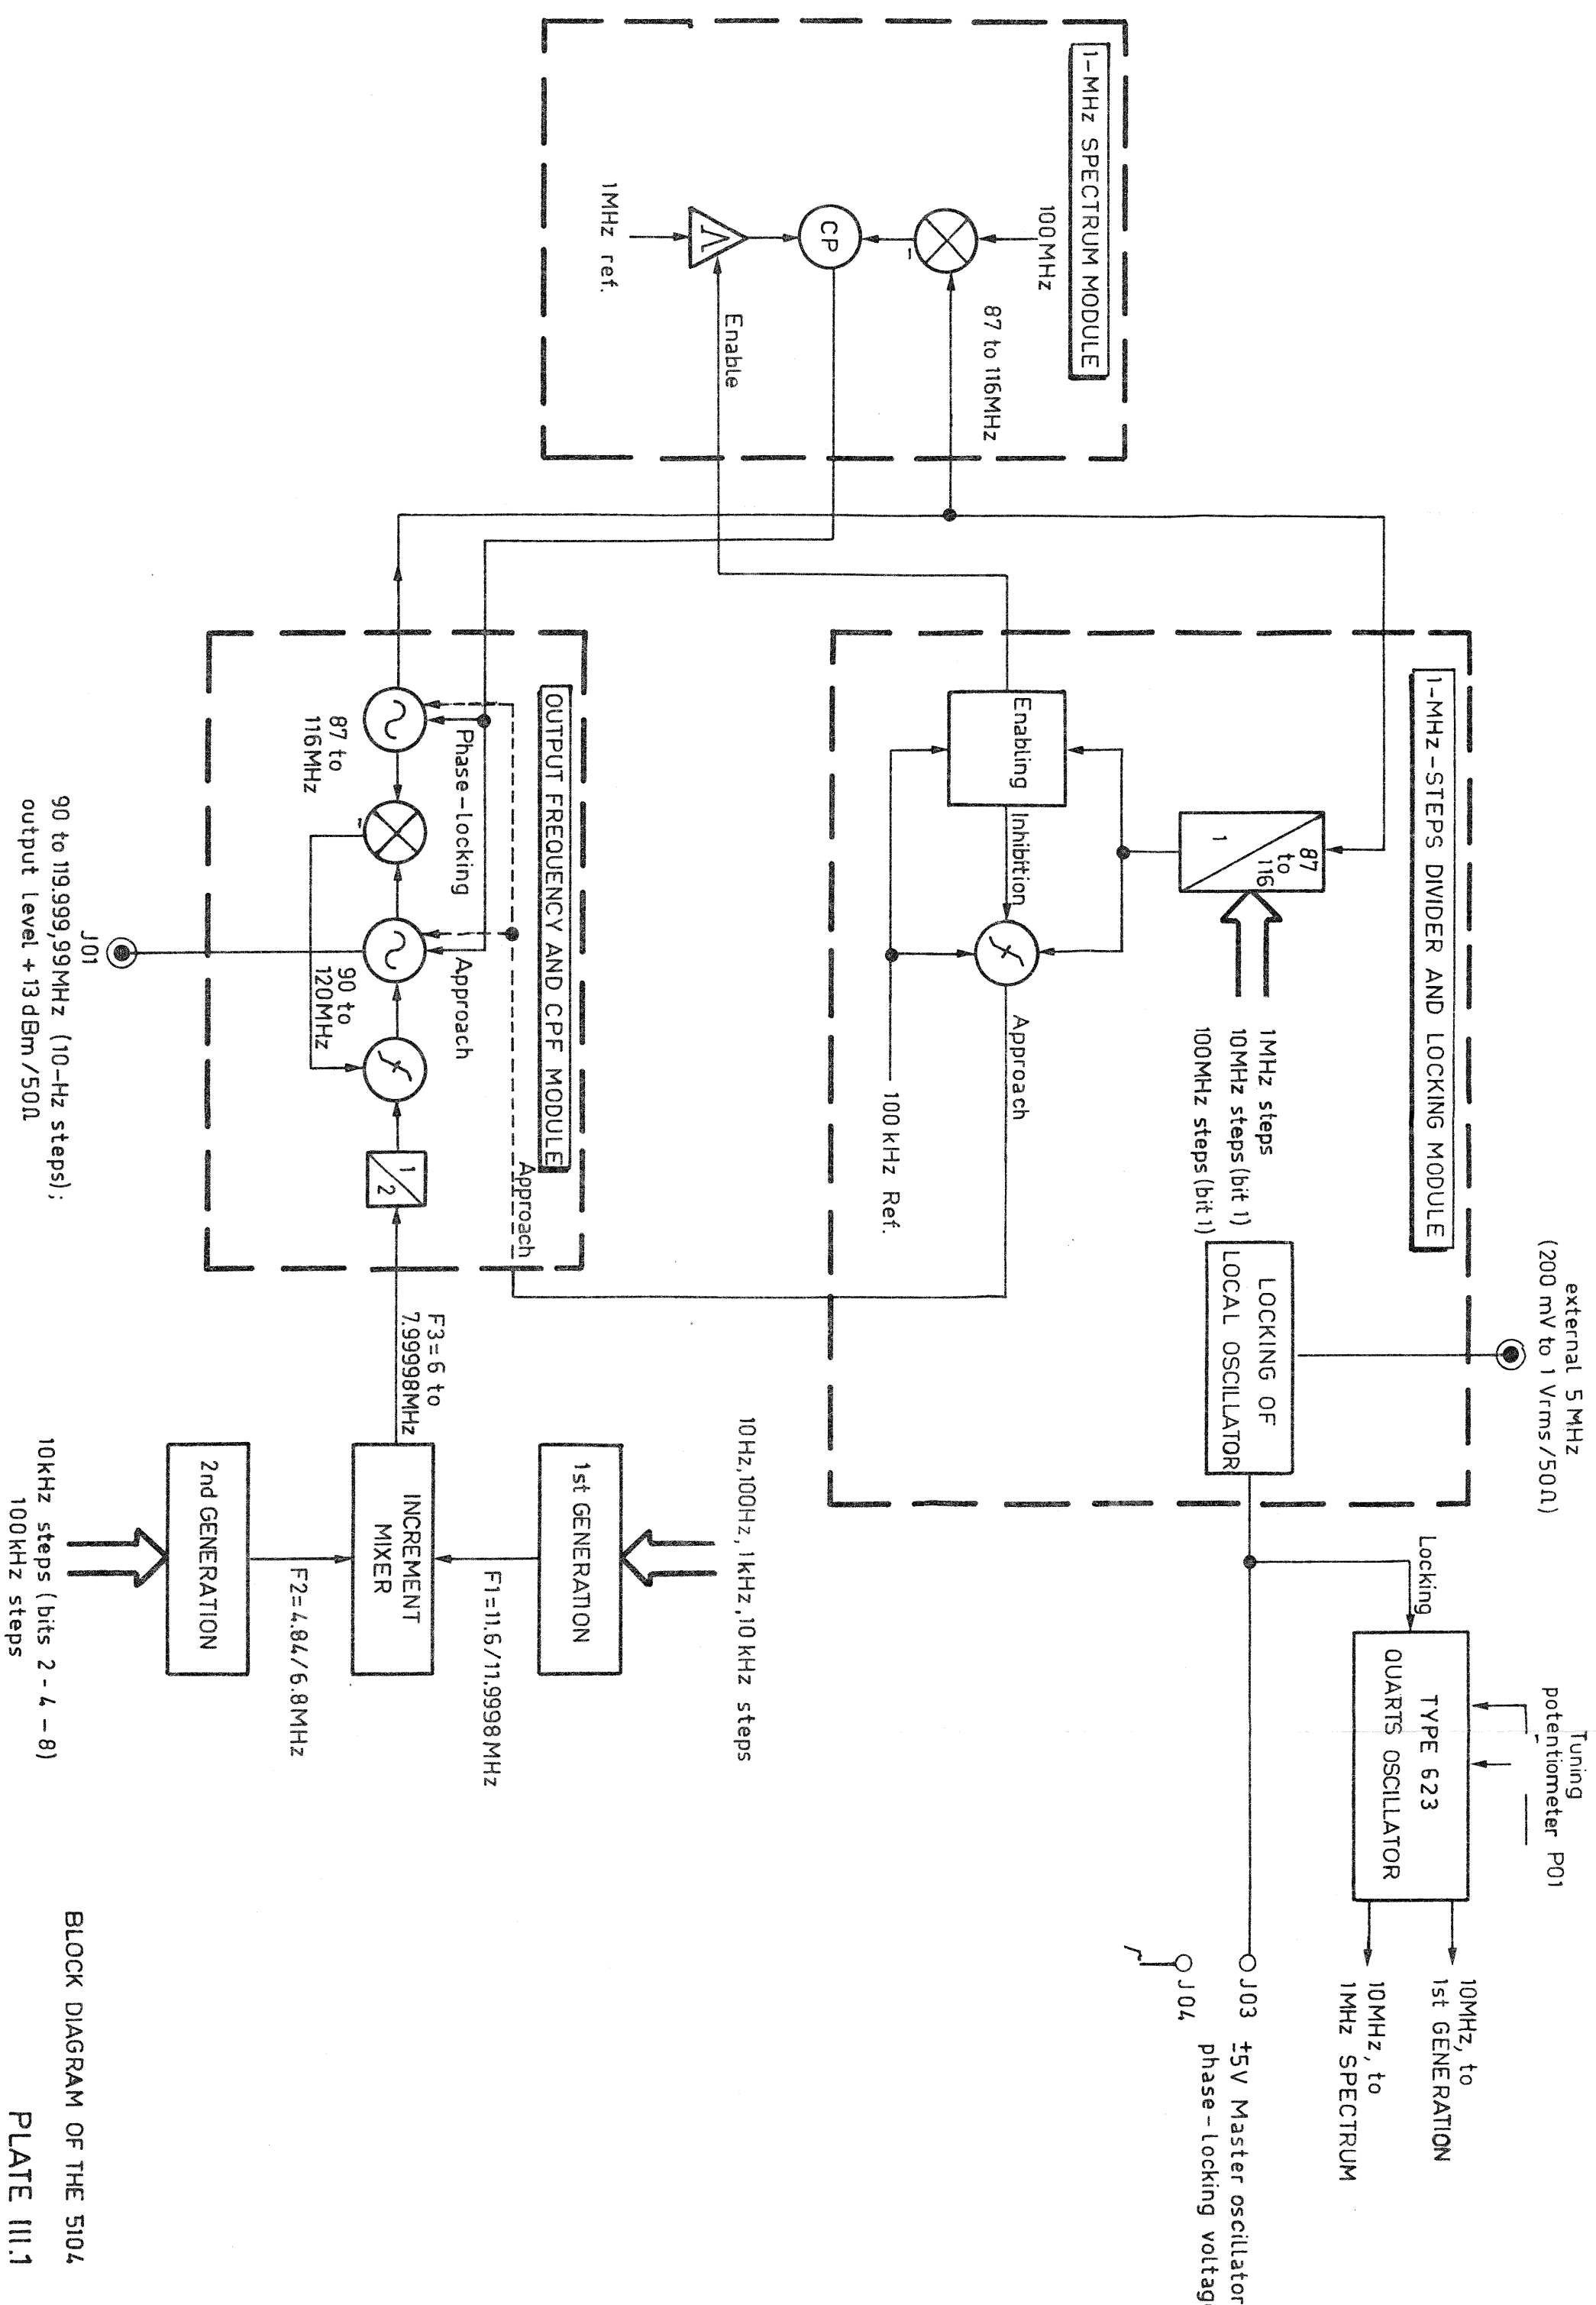 1-MHz SPECTRUM MODULE
100MHz
87 to 116MHz
-
CP
1MHz ref.
Enable
1-MHz-STEPS DIVIDER AND LOCKING MODULE
87
to
116
1
1MHz steps
10MHz steps (bit 1)
100MHz steps (bit 1)
Enabling
Inhibition
Approach
100 kHz Ref.
LOCKING OF
LOCAL OSCILLATOR
external 5 MHz
(200 mV to 1 Vrms/50Ω)
Locking
TYPE 623
QUARTS OSCILLATOR
Tuning
potentiometer P01
10MHz, to
1st GENERATION
10MHz, to
1MHz SPECTRUM
J03
±5V Master oscillator
phase-locking voltag
J04
OUTPUT FREQUENCY AND CPF MODULE
Phase-locking
Approach
Approach
87 to
116MHz
-
90 to
120MHz
1
2
J01
90 to 119.999,99MHz (10-Hz steps);
output level +13dBm/50Ω
F3=6 to
7.99998MHz
10Hz,100Hz,1kHz,10 kHz steps
1st GENERATION
F1=11.6/11.9998MHz
INCREMENT
MIXER
F2=4.84/6.8MHz
2nd GENERATION
10kHz steps (bits 2 - 4 - 8)
100kHz steps
BLOCK DIAGRAM OF THE 5104
PLATE III.1